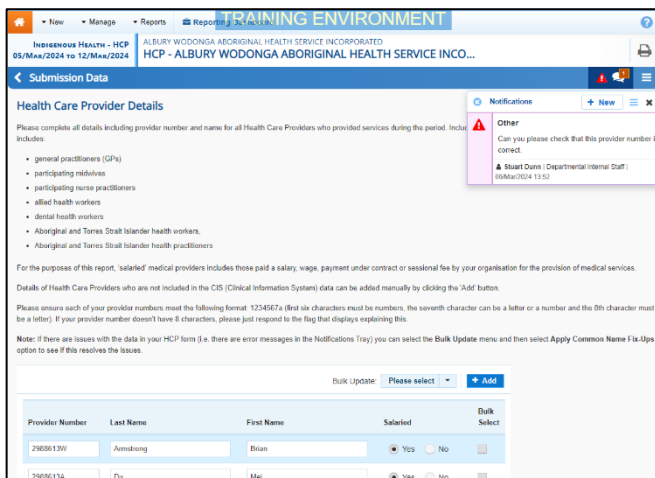 TRAINING ENVIRONMENT
New Manage Reports Reporting
INDIGENOUS HEALTH - HCP
05/MAR/2024 TO 12/MAR/2024
ALBURY WODONGA ABORIGINAL HEALTH SERVICE INCORPORATED
HCP - ALBURY WODONGA ABORIGINAL HEALTH SERVICE INCO...
Submission Data
Health Care Provider Details
Notifications + New
Other
Can you please check that this provider number i
correct.
Stuart Dunn | Departmental Internal Staff |
06/Mar/2024 13:52
Please complete all details including provider number and name for all Health Care Providers who provided services during the period. Inclu
includes:
• general practitioners (GPs)
• participating midwives
• participating nurse practitioners
• allied health workers
• dental health workers
• Aboriginal and Torres Strait Islander health workers,
• Aboriginal and Torres Strait Islander health practitioners
For the purposes of this report, 'salaried' medical providers includes those paid a salary, wage, payment under contract or sessional fee by your organisation for the provision of medical services.
Details of Health Care Providers who are not included in the CIS (Clinical Information System) data can be added manually by clicking the 'Add' button.
Please ensure each of your provider numbers meet the following format: 1234567a (first six characters must be numbers, the seventh character can be a letter or a number and the 8th character must
be a letter). If your provider number doesn't have 8 characters, please just respond to the flag that displays explaining this.
Note: If there are issues with the data in your HCP form (i.e. there are error messages in the Notifications Tray) you can select the Bulk Update menu and then select Apply Common Name Fix-Ups
option to see if this resolves the issues.
Bulk Update: Please select + Add
Provider Number Last Name First Name Salaried Bulk Select
2988613W Armstrong Brian Yes No
2988613A Mel Yes No